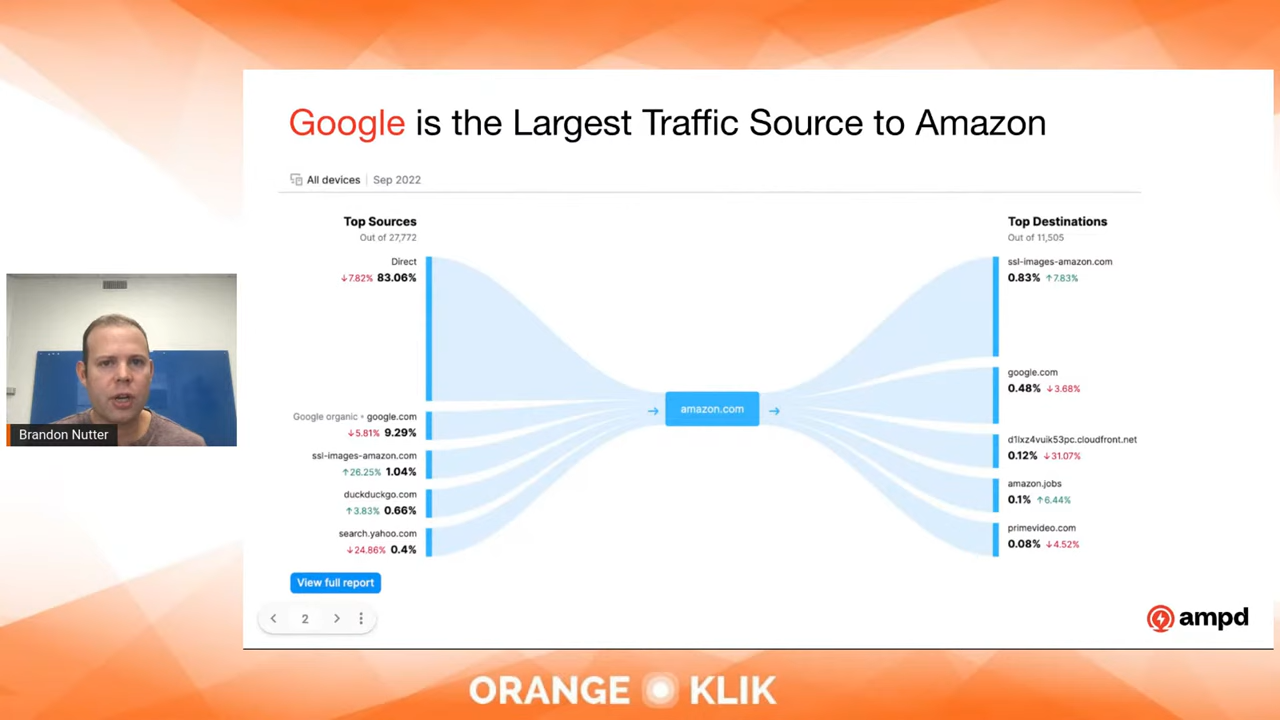 Google is the Largest Traffic Source to Amazon
All devices
Sep 2022
Top Sources
Out of 27,772
Direct
↓7.82% 83.06%
Google organic • google.com
↓5.81% 9.29%
ssl-images-amazon.com
↑26.25% 1.04%
duckduckgo.com
↑3.83% 0.66%
search.yahoo.com
↓24.86% 0.4%
View full report
2
→ amazon.com →
Top Destinations
Out of 11,505
ssl-images-amazon.com
0.83% ↑7.83%
google.com
0.48% ↓3.68%
d1lxz4vuik53pc.cloudfront.net
0.12% ↓31.07%
amazon.jobs
0.1% ↑6.44%
primevideo.com
0.08% ↓4.52%
Brandon Nutter
ampd
ORANGE KLIK